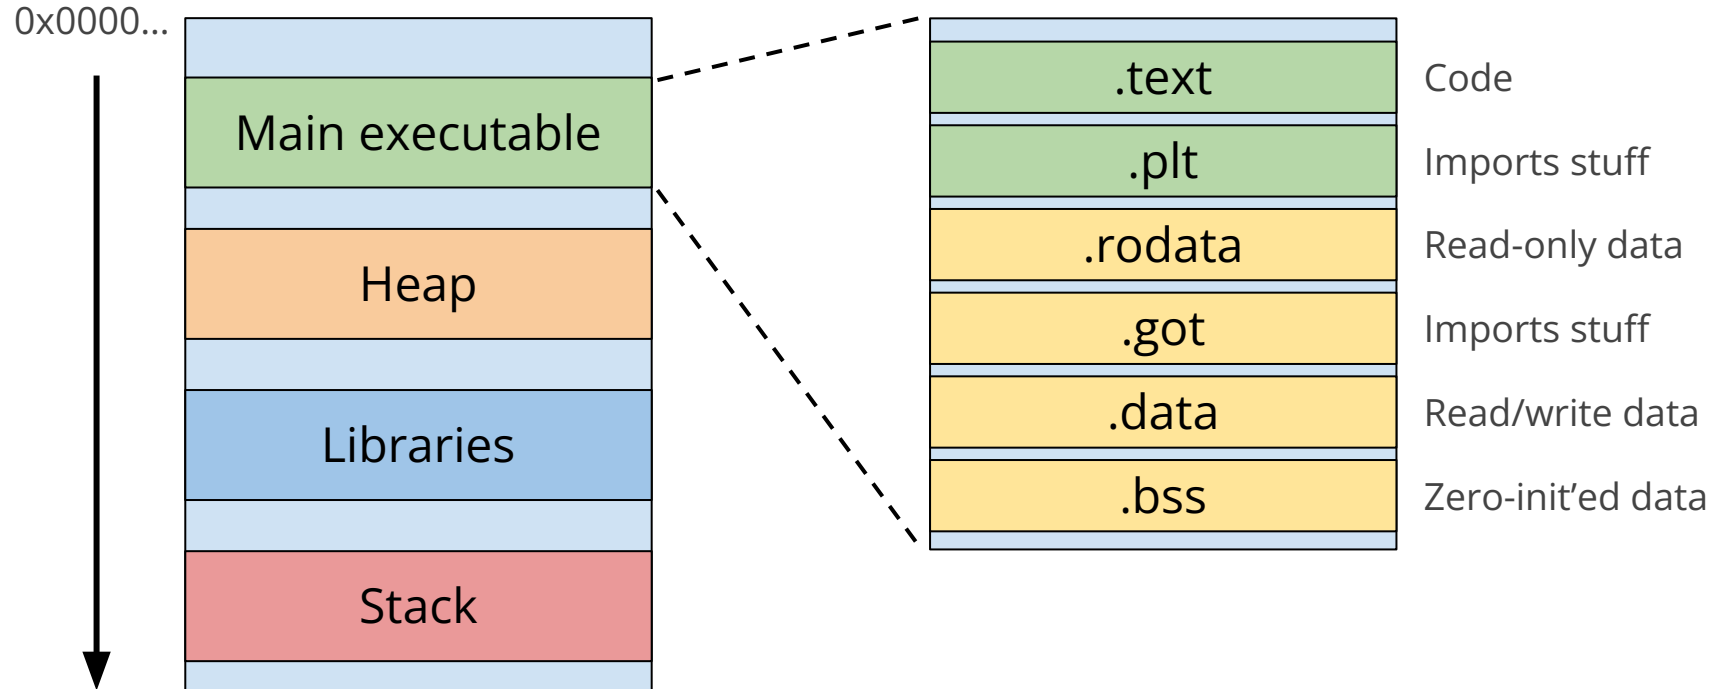 0x0000...
Main executable
Heap
Libraries
Stack
.text Code
.plt Imports stuff
.rodata Read-only data
.got Imports stuff
.data Read/write data
.bss Zero-init’ed data